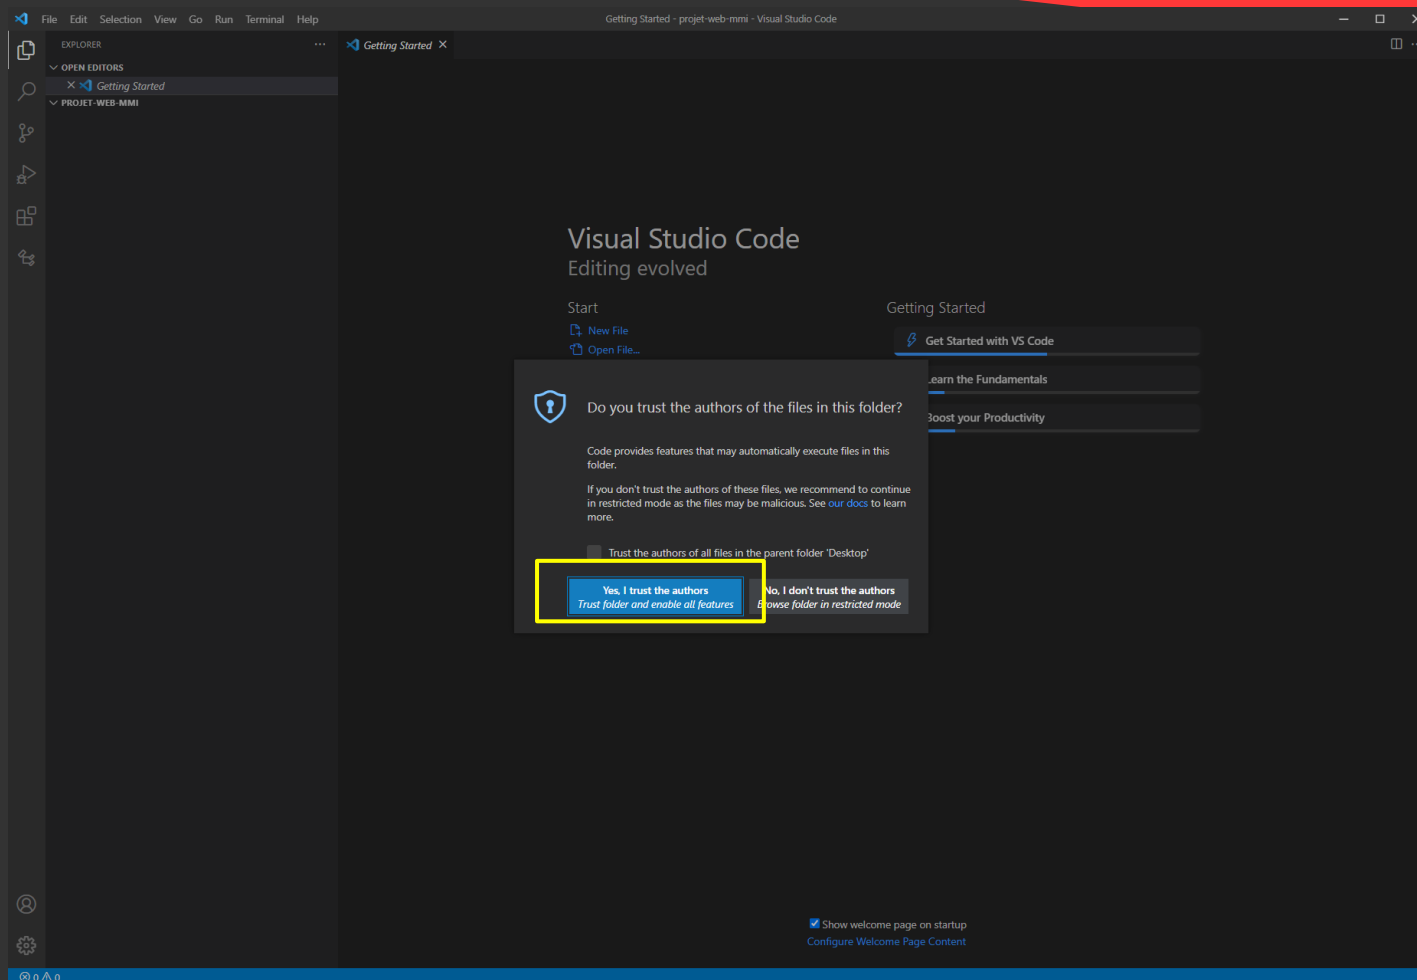 File Edit Selection View Go Run Terminal Help
Getting Started - projet-web-mmi - Visual Studio Code
EXPLORER
Getting Started
OPEN EDITORS
Getting Started
PROJET-WEB-MMI
Visual Studio Code
Editing evolved
Start
New File
Open File...
Getting Started
Get Started with VS Code
Learn the Fundamentals
Boost your Productivity
Do you trust the authors of the files in this folder?
Code provides features that may automatically execute files in this
folder.
If you don't trust the authors of these files, we recommend to continue
in restricted mode as the files may be malicious. See our docs to learn
more.
Trust the authors of all files in the parent folder 'Desktop'
Yes, I trust the authors
Trust folder and enable all features
No, I don't trust the authors
Browse folder in restricted mode
Show welcome page on startup
Configure Welcome Page Content
0 0